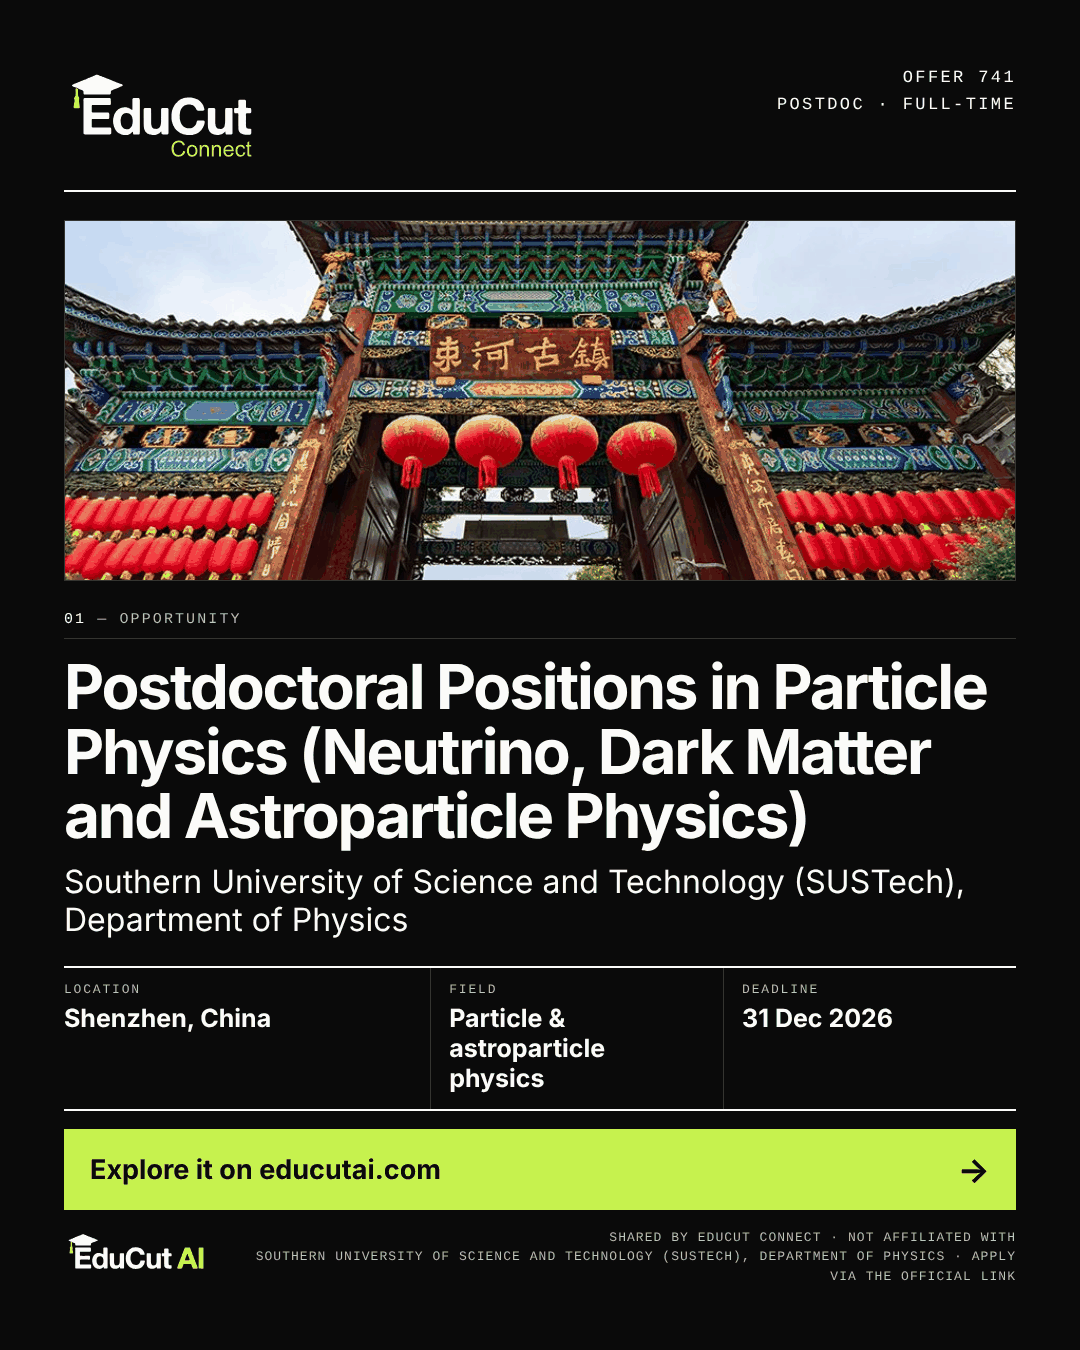 EduCut
Connect
OFFER 741
POSTDOC · FULL-TIME
束河古鎮
01 — OPPORTUNITY
Postdoctoral Positions in Particle
Physics (Neutrino, Dark Matter
and Astroparticle Physics)
Southern University of Science and Technology (SUSTech),
Department of Physics
LOCATION
Shenzhen, China
FIELD
Particle &
astroparticle
physics
DEADLINE
31 Dec 2026
Explore it on educutai.com →
EduCut AI
SHARED BY EDUCUT CONNECT · NOT AFFILIATED WITH
SOUTHERN UNIVERSITY OF SCIENCE AND TECHNOLOGY (SUSTECH), DEPARTMENT OF PHYSICS · APPLY
VIA THE OFFICIAL LINK